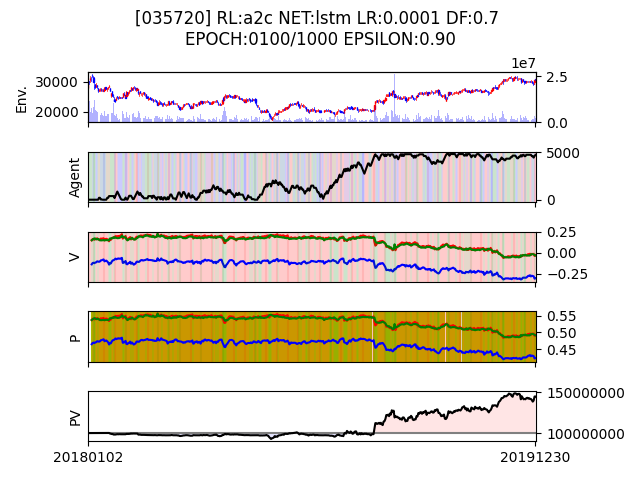 [035720] RL:a2c NET:lstm LR:0.0001 DF:0.7
EPOCH:0100/1000 EPSILON:0.90
1e7
Env.
30000
20000
2.5
0.0
Agent
5000
0
V
0.25
0.00
−0.25
P
0.55
0.50
0.45
PV
150000000
100000000
20180102
20191230